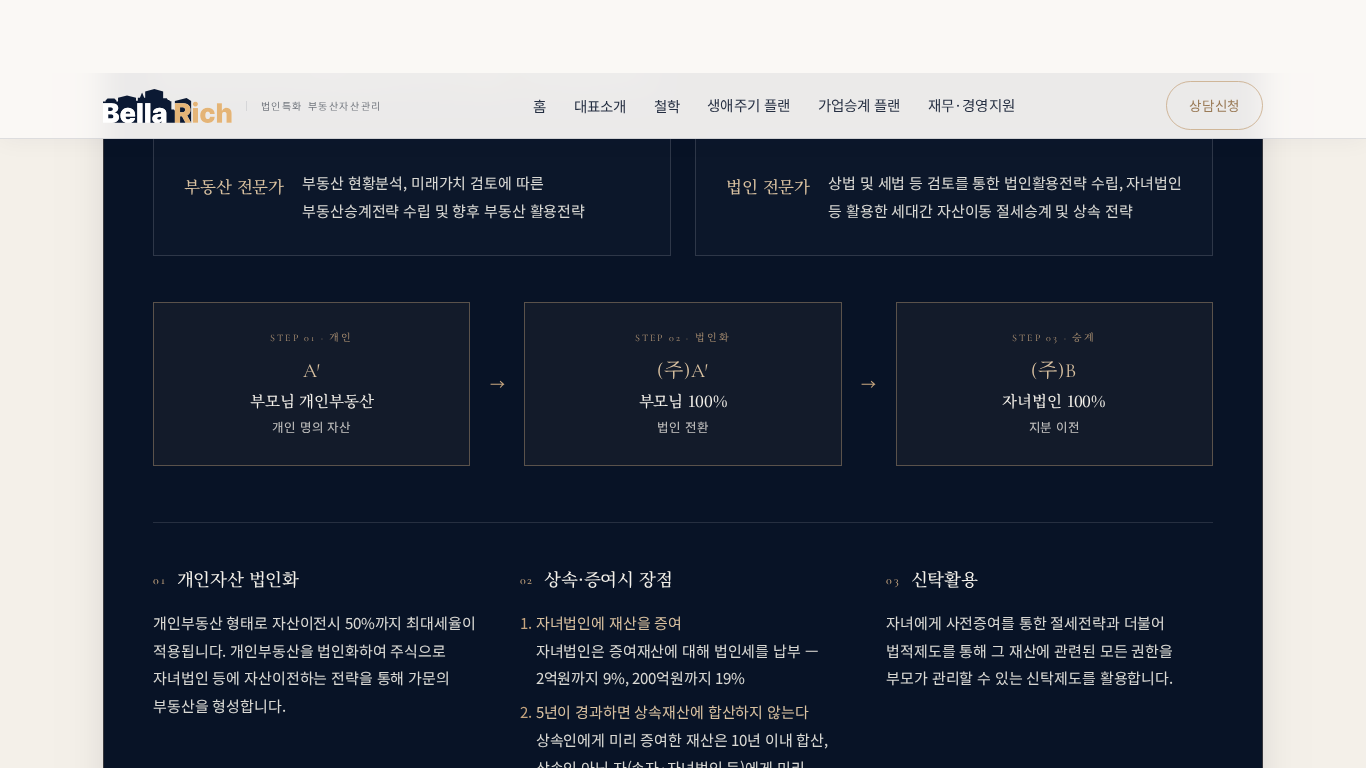 Bella Rich
법인특화 부동산자산관리
홈
대표소개
철학
생애주기 플랜
가업승계 플랜
재무·경영지원
상담신청
부동산 전문가
부동산 현황분석, 미래가치 검토에 따른
부동산승계전략 수립 및 향후 부동산 활용전략
법인 전문가
상법 및 세법 등 검토를 통한 법인활용전략 수립, 자녀법인
등 활용한 세대간 자산이동 절세승계 및 상속 전략
STEP 01 · 개인
A'
부모님 개인부동산
개인 명의 자산
→
STEP 02 · 법인화
(주)A'
부모님 100%
법인 전환
→
STEP 03 · 승계
(주)B
자녀법인 100%
지분 이전
01 개인자산 법인화
개인부동산 형태로 자산이전시 50%까지 최대세율이
적용됩니다. 개인부동산을 법인화하여 주식으로
자녀법인 등에 자산이전하는 전략을 통해 가문의
부동산을 형성합니다.
02 상속·증여시 장점
1. 자녀법인에 재산을 증여
자녀법인은 증여재산에 대해 법인세를 납부 —
2억원까지 9%, 200억원까지 19%
2. 5년이 경과하면 상속재산에 합산하지 않는다
상속인에게 미리 증여한 재산은 10년 이내 합산,
상속인 아닌 자(손자·자녀법인 등)에게 미리
03 신탁활용
자녀에게 사전증여를 통한 절세전략과 더불어
법적제도를 통해 그 재산에 관련된 모든 권한을
부모가 관리할 수 있는 신탁제도를 활용합니다.